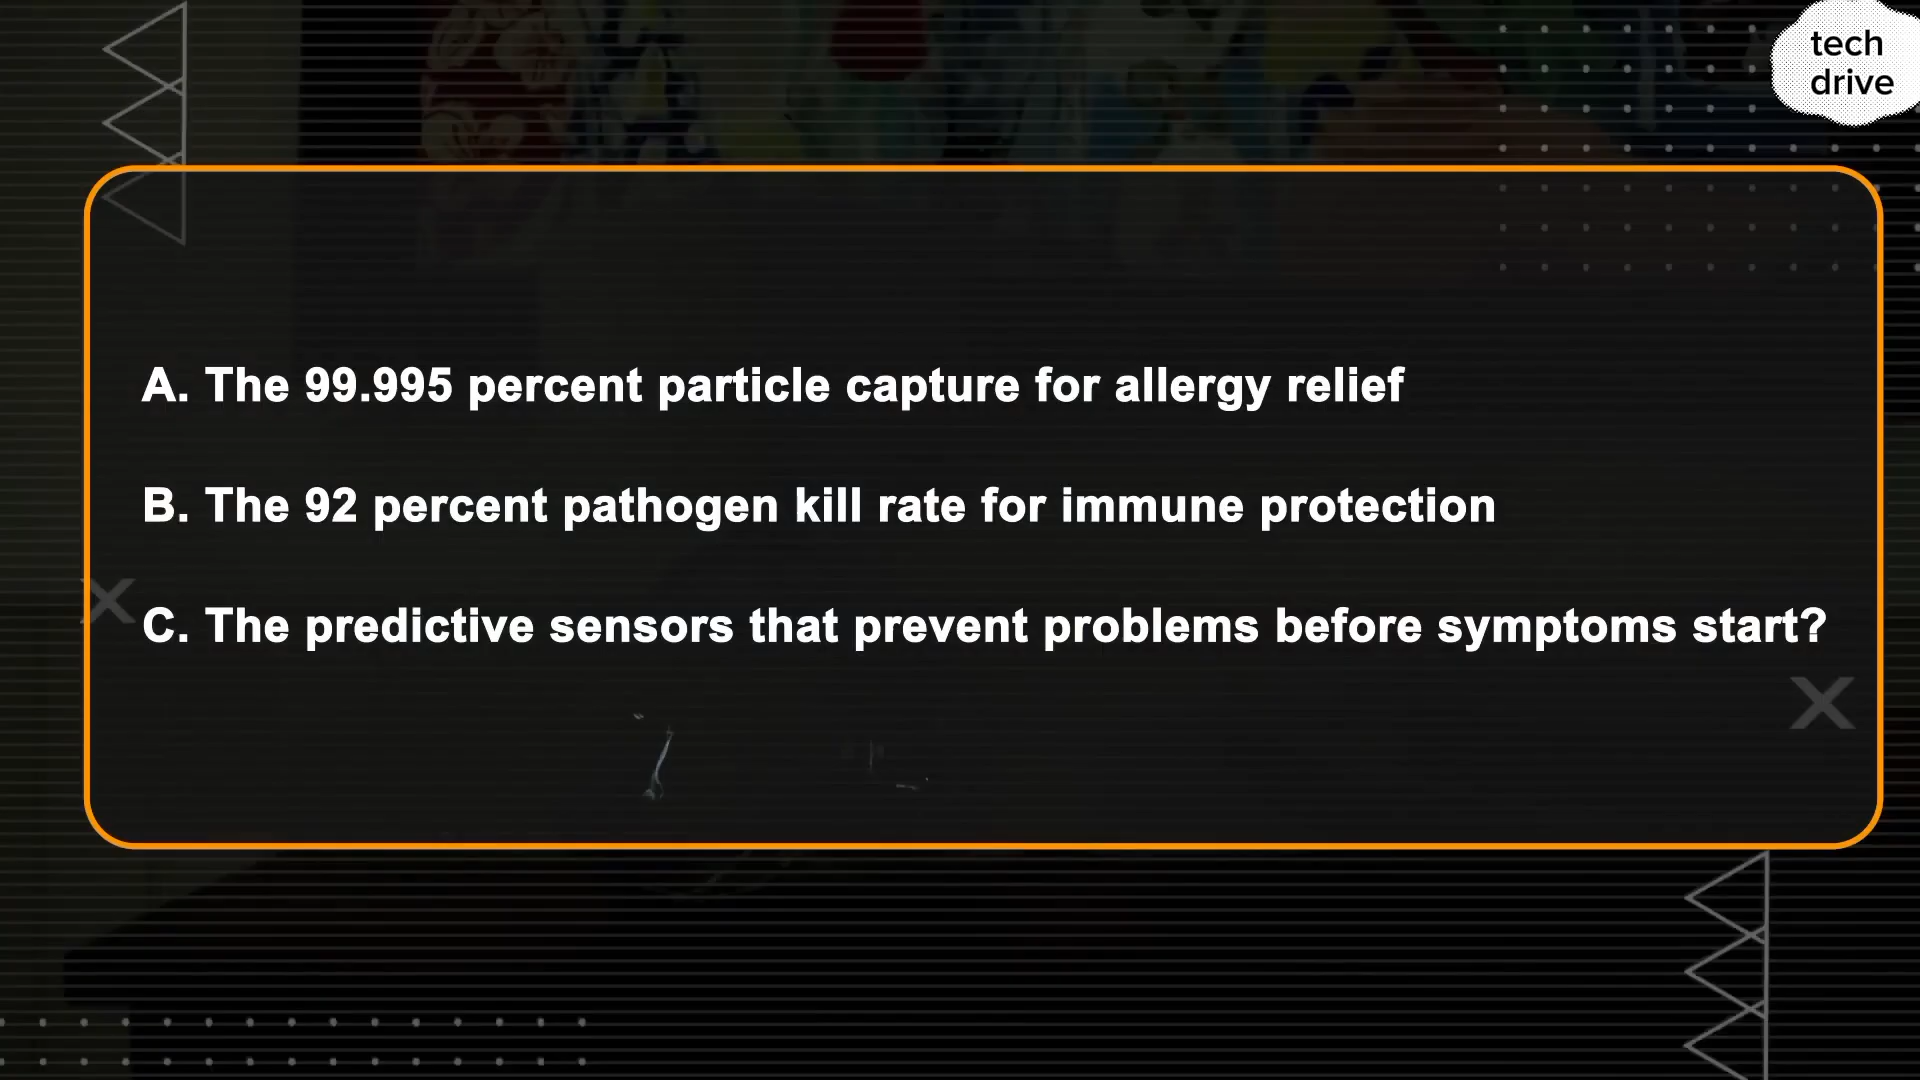 tech
drive
A. The 99.995 percent particle capture for allergy relief
B. The 92 percent pathogen kill rate for immune protection
C. The predictive sensors that prevent problems before symptoms start?